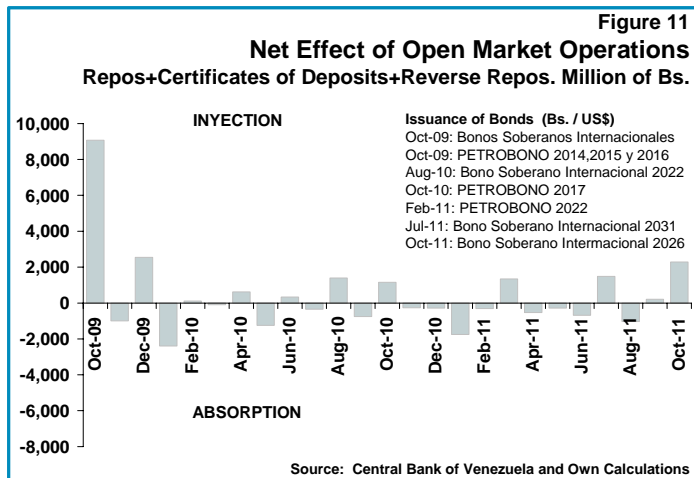 Figure 11
Net Effect of Open Market Operations
Repos+Certificates of Deposits+Reverse Repos. Million of Bs.
10,000
8,000
6,000
4,000
2,000
0
-2,000
-4,000
-6,000
-8,000
INYECTION
Issuance of Bonds (Bs. / US$)
Oct-09: Bonos Soberanos Internacionales
Oct-09: PETROBONO 2014,2015 y 2016
Aug-10: Bono Soberano Internacional 2022
Oct-10: PETROBONO 2017
Feb-11: PETROBONO 2022
Jul-11: Bono Soberano Internacional 2031
Oct-11: Bono Soberano Intermacional 2026
Oct-09
Dec-09
Feb-10
Apr-10
Jun-10
Aug-10
Oct-10
Dec-10
Feb-11
Apr-11
Jun-11
Aug-11
Oct-11
ABSORPTION
Source: Central Bank of Venezuela and Own Calculations